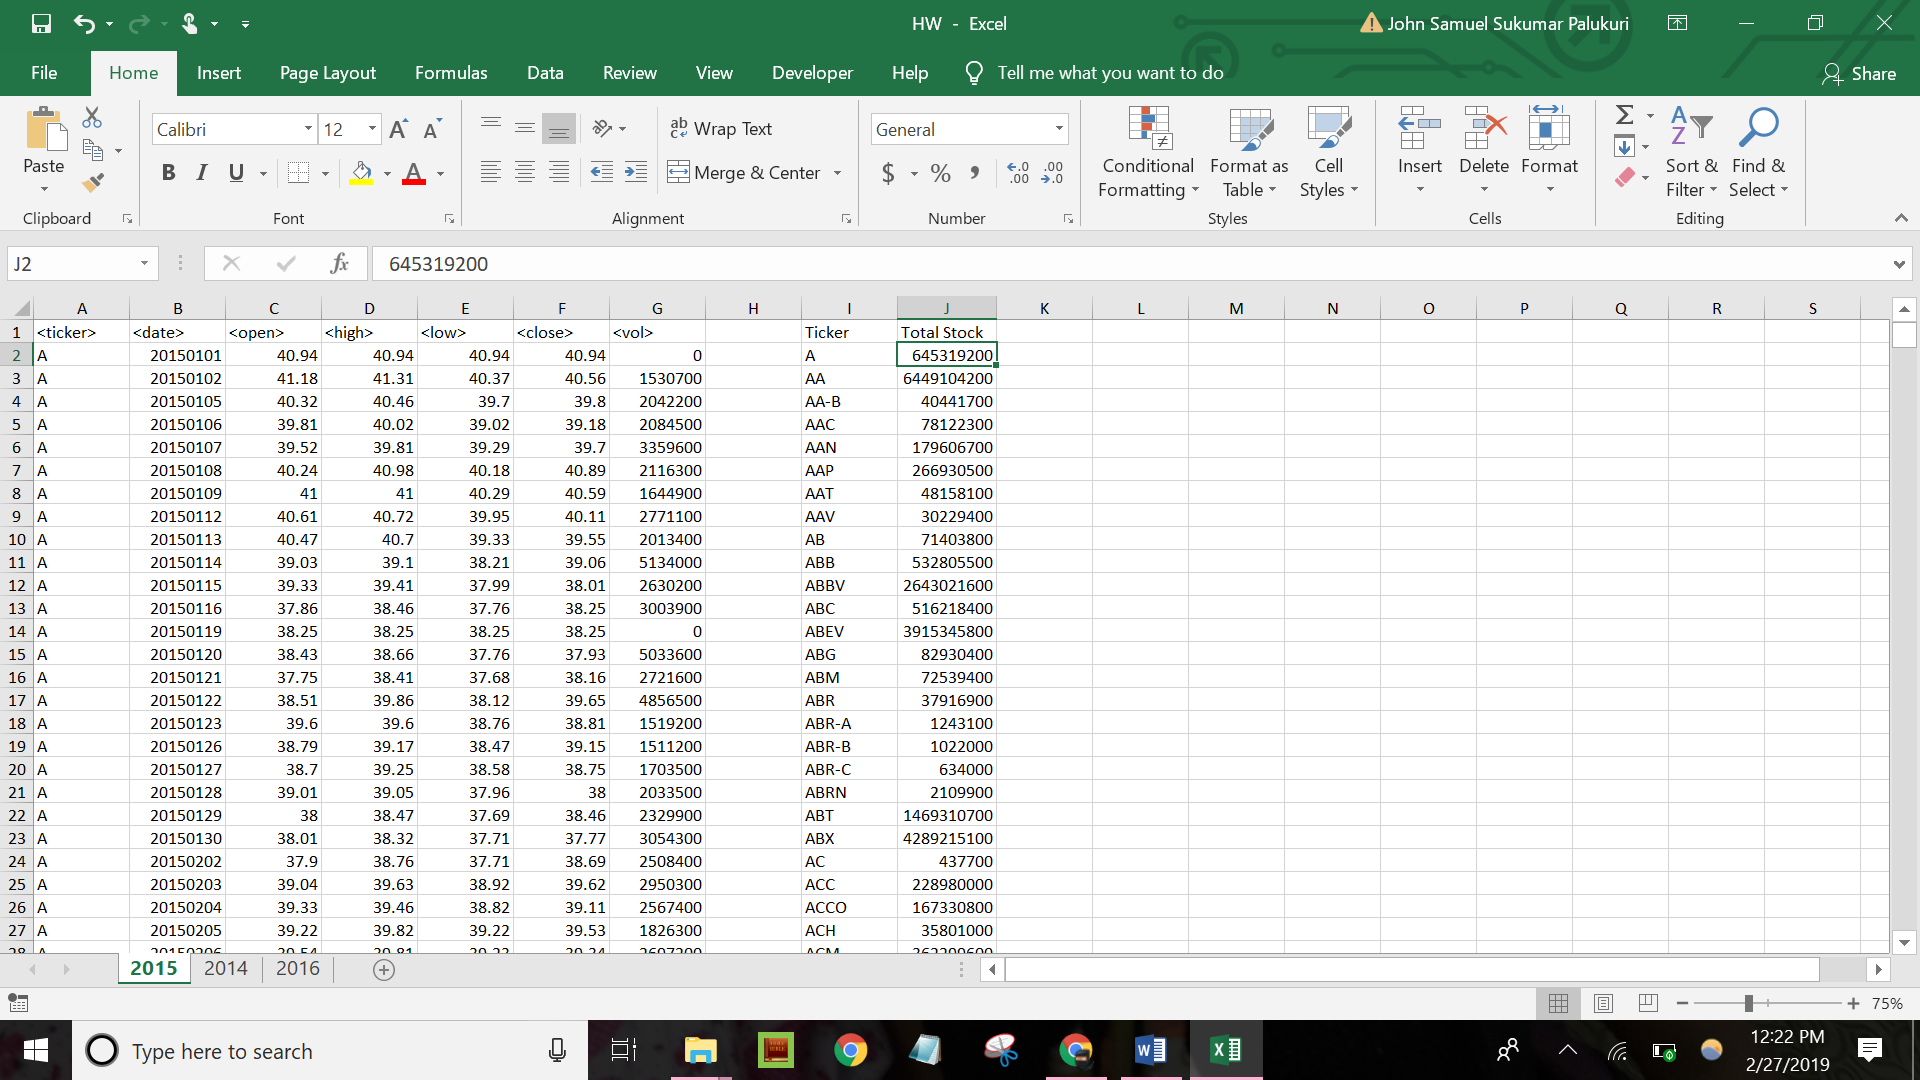 HW - Excel
John Samuel Sukumar Palukuri
File Home Insert Page Layout Formulas Data Review View Developer Help Tell me what you want to do Share
Calibri 12 Wrap Text General
Paste B I U Merge & Center $ % , Conditional Formatting Format as Table Cell Styles Insert Delete Format Sort & Filter Find & Select
Clipboard Font Alignment Number Styles Cells Editing
J2 fx 645319200
A B C D E F G H I J K L M N O P Q R S
1 <ticker> <date> <open> <high> <low> <close> <vol> Ticker Total Stock
2 A 20150101 40.94 40.94 40.94 40.94 0 A 645319200
3 A 20150102 41.18 41.31 40.37 40.56 1530700 AA 6449104200
4 A 20150105 40.32 40.46 39.7 39.8 2042200 AA-B 40441700
5 A 20150106 39.81 40.02 39.02 39.18 2084500 AAC 78122300
6 A 20150107 39.52 39.81 39.29 39.7 3359600 AAN 179606700
7 A 20150108 40.24 40.98 40.18 40.89 2116300 AAP 266930500
8 A 20150109 41 41 40.29 40.59 1644900 AAT 48158100
9 A 20150112 40.61 40.72 39.95 40.11 2771100 AAV 30229400
10 A 20150113 40.47 40.7 39.33 39.55 2013400 AB 71403800
11 A 20150114 39.03 39.1 38.21 39.06 5134000 ABB 532805500
12 A 20150115 39.33 39.41 37.99 38.01 2630200 ABBV 2643021600
13 A 20150116 37.86 38.46 37.76 38.25 3003900 ABC 516218400
14 A 20150119 38.25 38.25 38.25 38.25 0 ABEV 3915345800
15 A 20150120 38.43 38.66 37.76 37.93 5033600 ABG 82930400
16 A 20150121 37.75 38.41 37.68 38.16 2721600 ABM 72539400
17 A 20150122 38.51 39.86 38.12 39.65 4856500 ABR 37916900
18 A 20150123 39.6 39.6 38.76 38.81 1519200 ABR-A 1243100
19 A 20150126 38.79 39.17 38.47 39.15 1511200 ABR-B 1022000
20 A 20150127 38.7 39.25 38.58 38.75 1703500 ABR-C 634000
21 A 20150128 39.01 39.05 37.96 38 2033500 ABRN 2109900
22 A 20150129 38 38.47 37.69 38.46 2329900 ABT 1469310700
23 A 20150130 38.01 38.32 37.71 37.77 3054300 ABX 4289215100
24 A 20150202 37.9 38.76 37.71 38.69 2508400 AC 437700
25 A 20150203 39.04 39.63 38.92 39.62 2950300 ACC 228980000
26 A 20150204 39.33 39.46 38.82 39.11 2567400 ACCO 167330800
27 A 20150205 39.22 39.82 39.22 39.53 1826300 ACH 35801000
2015 2014 2016
75%
Type here to search
12:22 PM
2/27/2019